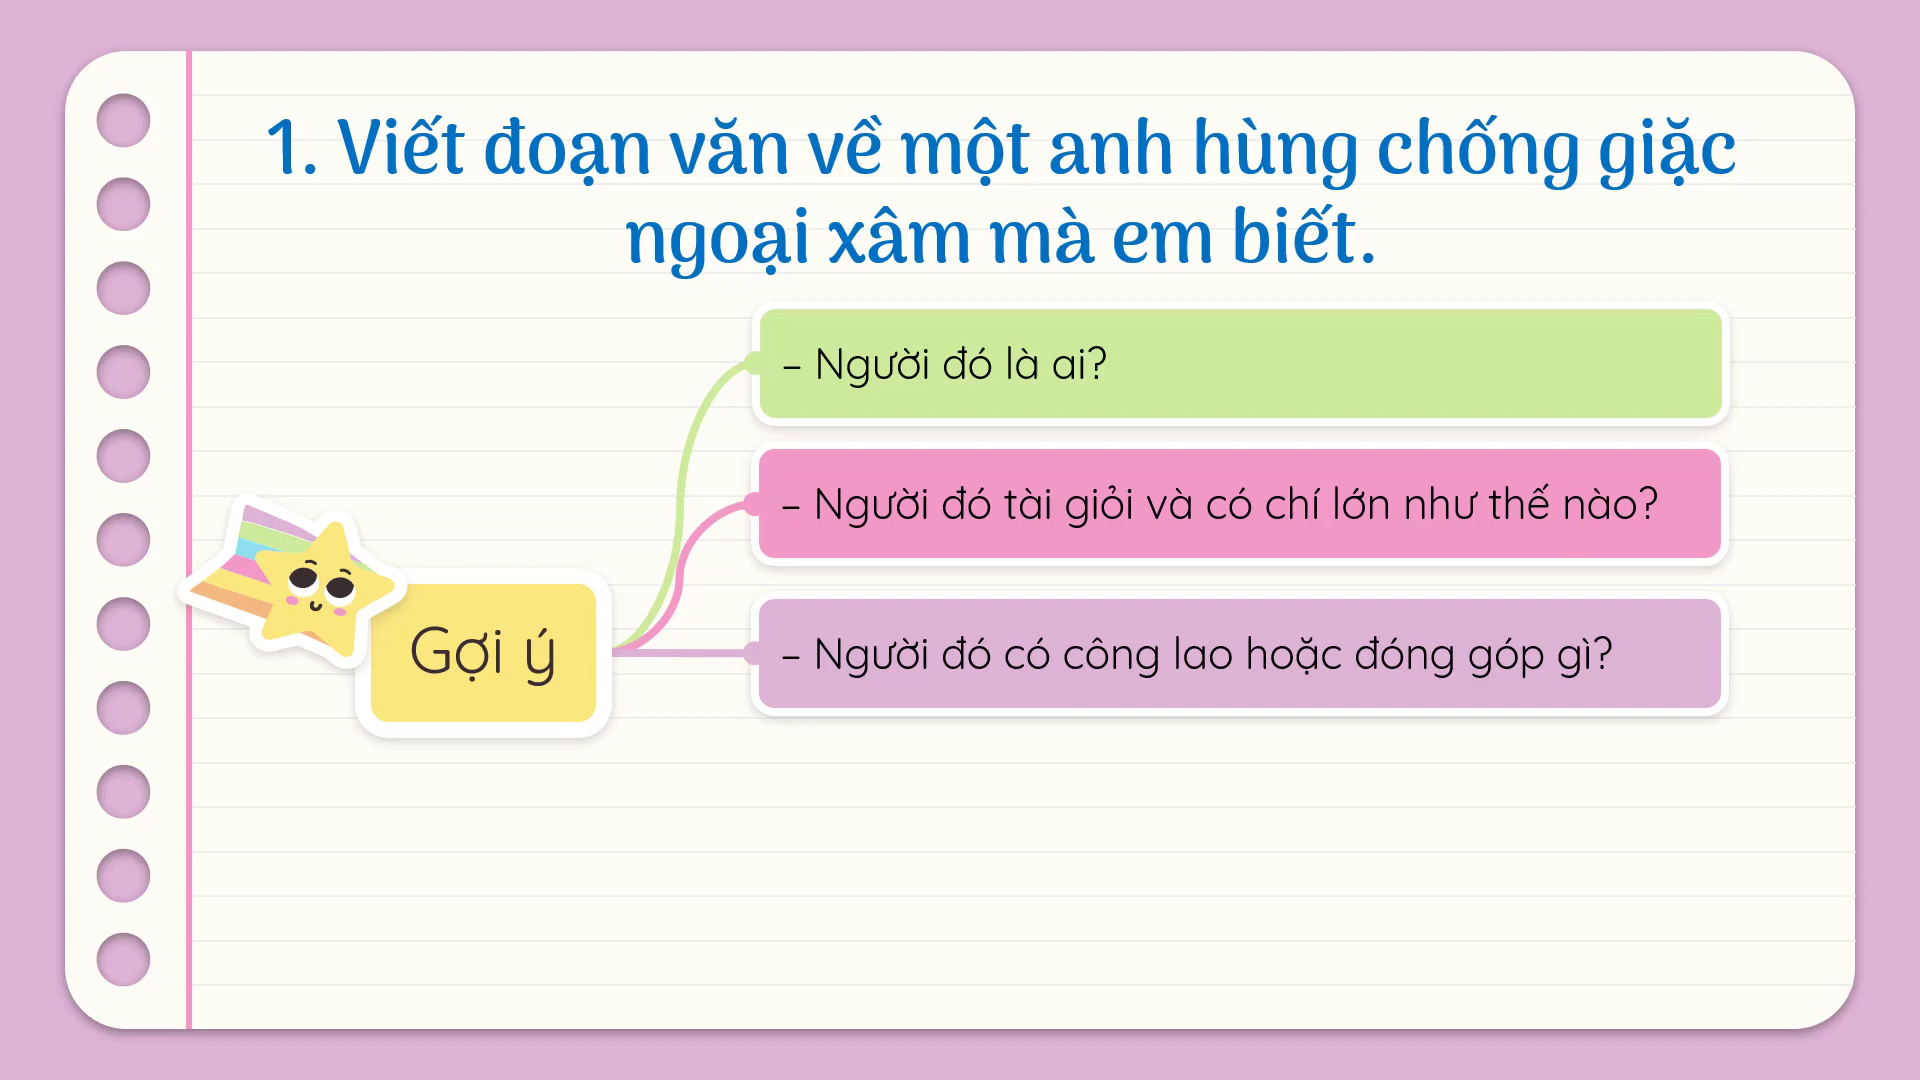 1. Viết đoạn văn về một anh hùng chống giặc
ngoại xâm mà em biết.
– Người đó là ai?
– Người đó tài giỏi và có chí lớn như thế nào?
Gợi ý
– Người đó có công lao hoặc đóng góp gì?